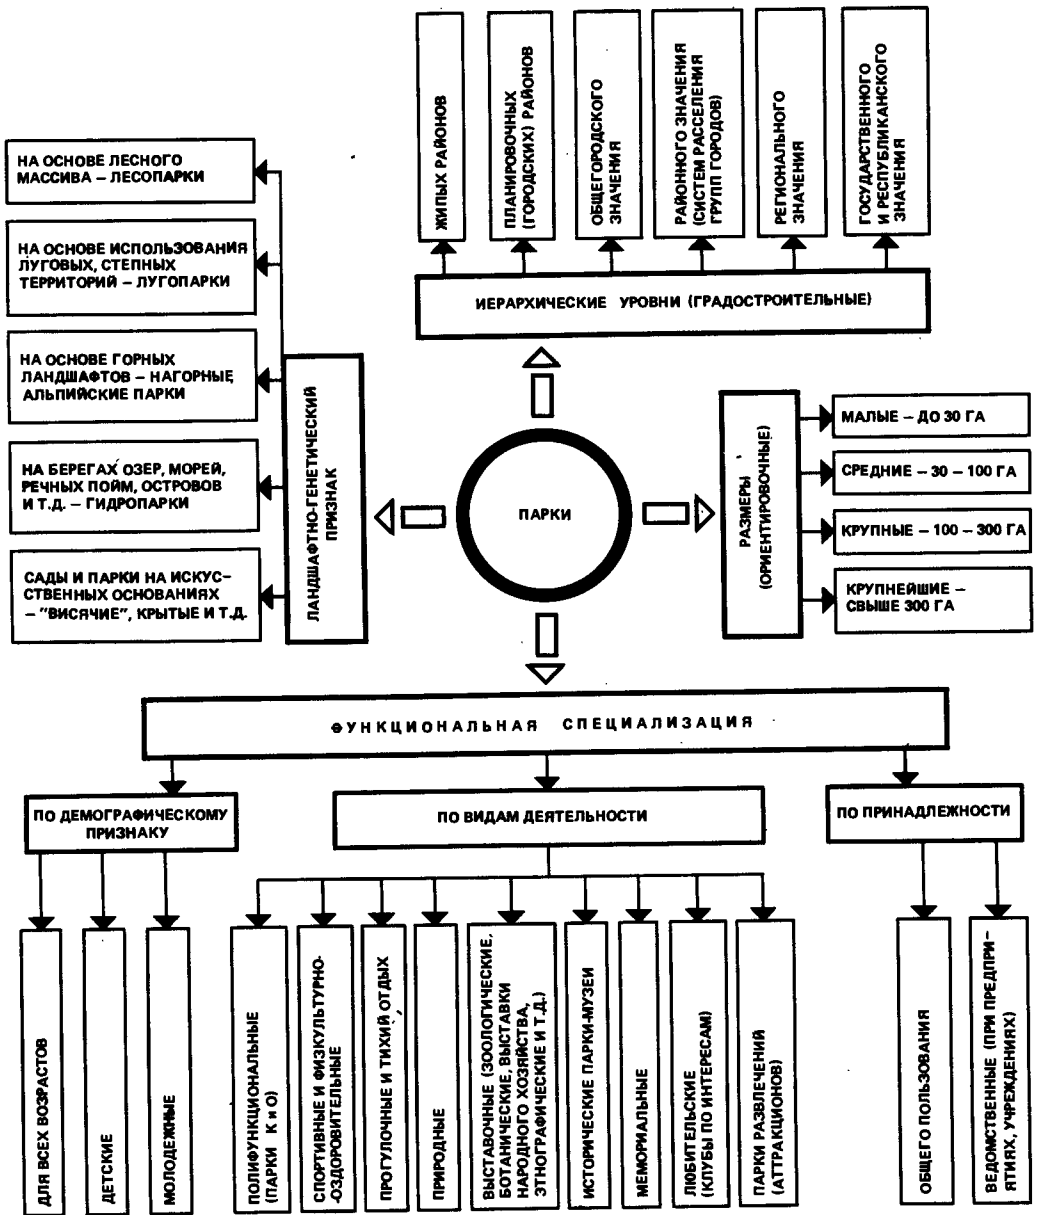 ЖИЛЫХ РАЙОНОВ
ПЛАНИРОВОЧНЫХ
(ГОРОДСКИХ) РАЙОНОВ
ОБЩЕГОРОДСКОГО
ЗНАЧЕНИЯ
РАЙОННОГО ЗНАЧЕНИЯ
(СИСТЕМ РАССЕЛЕНИЯ
ГРУПП ГОРОДОВ)
РЕГИОНАЛЬНОГО
ЗНАЧЕНИЯ
ГОСУДАРСТВЕННОГО
И РЕСПУБЛИКАНСКОГО
ЗНАЧЕНИЯ
ИЕРАРХИЧЕСКИЕ УРОВНИ (ГРАДОСТРОИТЕЛЬНЫЕ)
НА ОСНОВЕ ЛЕСНОГО
МАССИВА – ЛЕСОПАРКИ
НА ОСНОВЕ ИСПОЛЬЗОВАНИЯ
ЛУГОВЫХ, СТЕПНЫХ
ТЕРРИТОРИЙ – ЛУГОПАРКИ
НА ОСНОВЕ ГОРНЫХ
ЛАНДШАФТОВ – НАГОРНЫЕ,
АЛЬПИЙСКИЕ ПАРКИ
НА БЕРЕГАХ ОЗЕР, МОРЕЙ,
РЕЧНЫХ ПОЙМ, ОСТРОВОВ
И Т.Д. – ГИДРОПАРКИ
САДЫ И ПАРКИ НА ИСКУС–
СТВЕННЫХ ОСНОВАНИЯХ
– "ВИСЯЧИЕ", КРЫТЫЕ И Т.Д.
ЛАНДШАФТНО-ГЕНЕТИЧЕСКИЙ
ПРИЗНАК
ПАРКИ
РАЗМЕРЫ
(ОРИЕНТИРОВОЧНЫЕ)
МАЛЫЕ – ДО 30 ГА
СРЕДНИЕ – 30 – 100 ГА
КРУПНЫЕ – 100 – 300 ГА
КРУПНЕЙШИЕ –
СВЫШЕ 300 ГА
ФУНКЦИОНАЛЬНАЯ СПЕЦИАЛИЗАЦИЯ
ПО ДЕМОГРАФИЧЕСКОМУ
ПРИЗНАКУ
ПО ВИДАМ ДЕЯТЕЛЬНОСТИ
ПО ПРИНАДЛЕЖНОСТИ
ДЛЯ ВСЕХ ВОЗРАСТОВ
ДЕТСКИЕ
МОЛОДЕЖНЫЕ
ПОЛИФУНКЦИОНАЛЬНЫЕ
(ПАРКИ К и О)
СПОРТИВНЫЕ И ФИЗКУЛЬТУРНО-
-ОЗДОРОВИТЕЛЬНЫЕ
ПРОГУЛОЧНЫЕ И ТИХИЙ ОТДЫХ
ПРИРОДНЫЕ
ВЫСТАВОЧНЫЕ (ЗООЛОГИЧЕСКИЕ,
БОТАНИЧЕСКИЕ, ВЫСТАВКИ
НАРОДНОГО ХОЗЯЙСТВА,
ЭТНОГРАФИЧЕСКИЕ И Т.Д.)
ИСТОРИЧЕСКИЕ ПАРКИ-МУЗЕИ
МЕМОРИАЛЬНЫЕ
ЛЮБИТЕЛЬСКИЕ
(КЛУБЫ ПО ИНТЕРЕСАМ)
ПАРКИ РАЗВЛЕЧЕНИЙ
(АТТРАКЦИОНОВ)
ОБЩЕГО ПОЛЬЗОВАНИЯ
ВЕДОМСТВЕННЫЕ (ПРИ ПРЕДПРИ–
ЯТИЯХ, УЧРЕЖДЕНИЯХ)